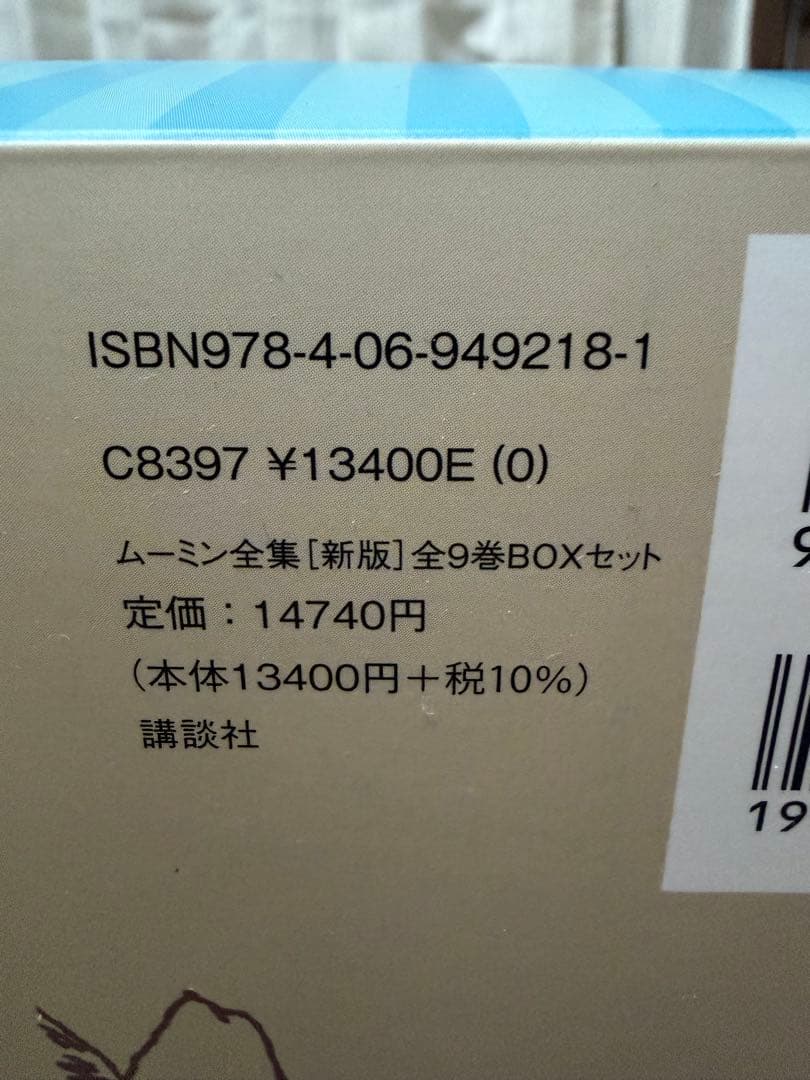 ISBN978-4-06-949218-1
C8397 ¥13400E (0)
ムーミン全集［新版］全9巻BOXセット
定価：14740円
（本体13400円＋税10%）
講談社
9
19